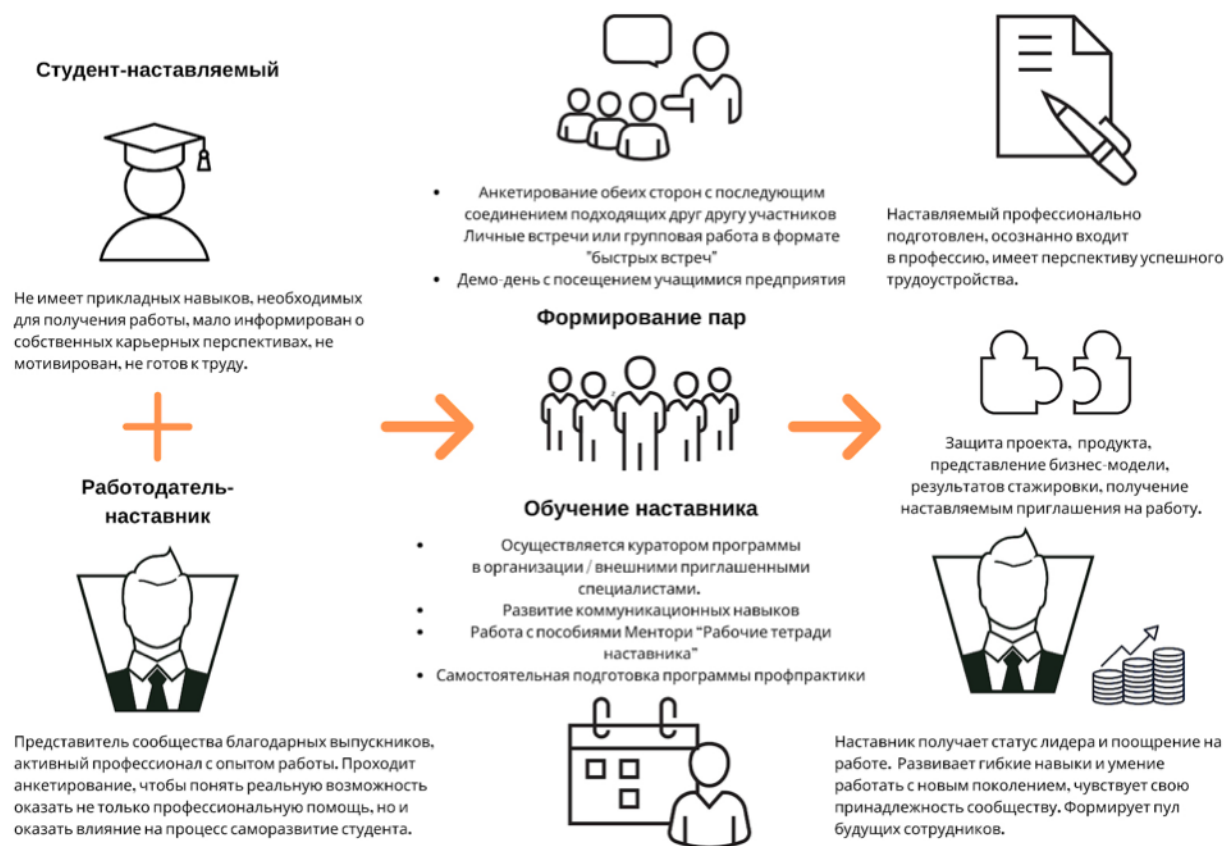 Студент-наставляемый
Не имеет прикладных навыков, необходимых
для получения работы, мало информирован о
собственных карьерных перспективах, не
мотивирован, не готов к труду.
Работодатель-
наставник
Представитель сообщества благодарных выпускников,
активный профессионал с опытом работы. Проходит
анкетирование, чтобы понять реальную возможность
оказать не только профессиональную помощь, но и
оказать влияние на процесс саморазвитие студента.
• Анкетирование обеих сторон с последующим
соединением подходящих друг другу участников
Личные встречи или групповая работа в формате
"быстрых встреч"
• Демо-день с посещением учащимися предприятия
Формирование пар
2
Обучение наставника
• Осуществляется куратором программы
в организации / внешними приглашенными
специалистами.
• Развитие коммуникационных навыков
• Работа с пособиями Ментори "Рабочие тетради
наставника"
• Самостоятельная подготовка программы профпрактики
Наставляемый профессионально
подготовлен, осознанно входит
в профессию, имеет перспективу успешного
трудоустройства.
Защита проекта, продукта,
представление бизнес-модели,
результатов стажировки, получение
наставляемым приглашения на работу.
Наставник получает статус лидера и поощрение на
работе. Развивает гибкие навыки и умение
работать с новым поколением, чувствует свою
принадлежность сообществу. Формирует пул
будущих сотрудников.